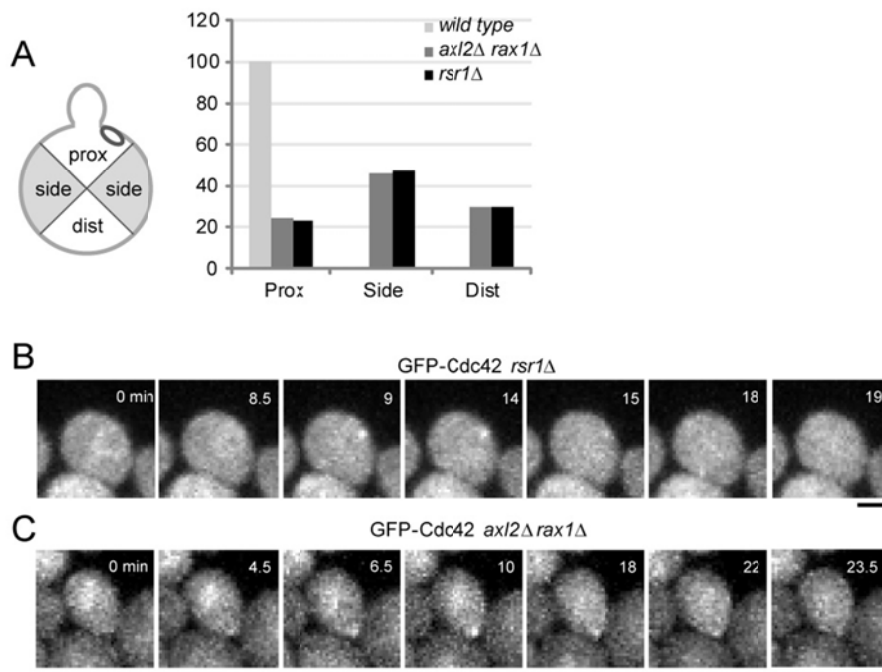 A
prox
side side
dist
120
100
80
60
40
20
0
Prox Side Dist
wild type
axl2Δ rax1Δ
rsr1Δ
B
GFP-Cdc42 rsr1Δ
0 min 8.5 9 14 15 18 19
C
GFP-Cdc42 axl2Δ rax1Δ
0 min 4.5 6.5 10 18 22 23.5